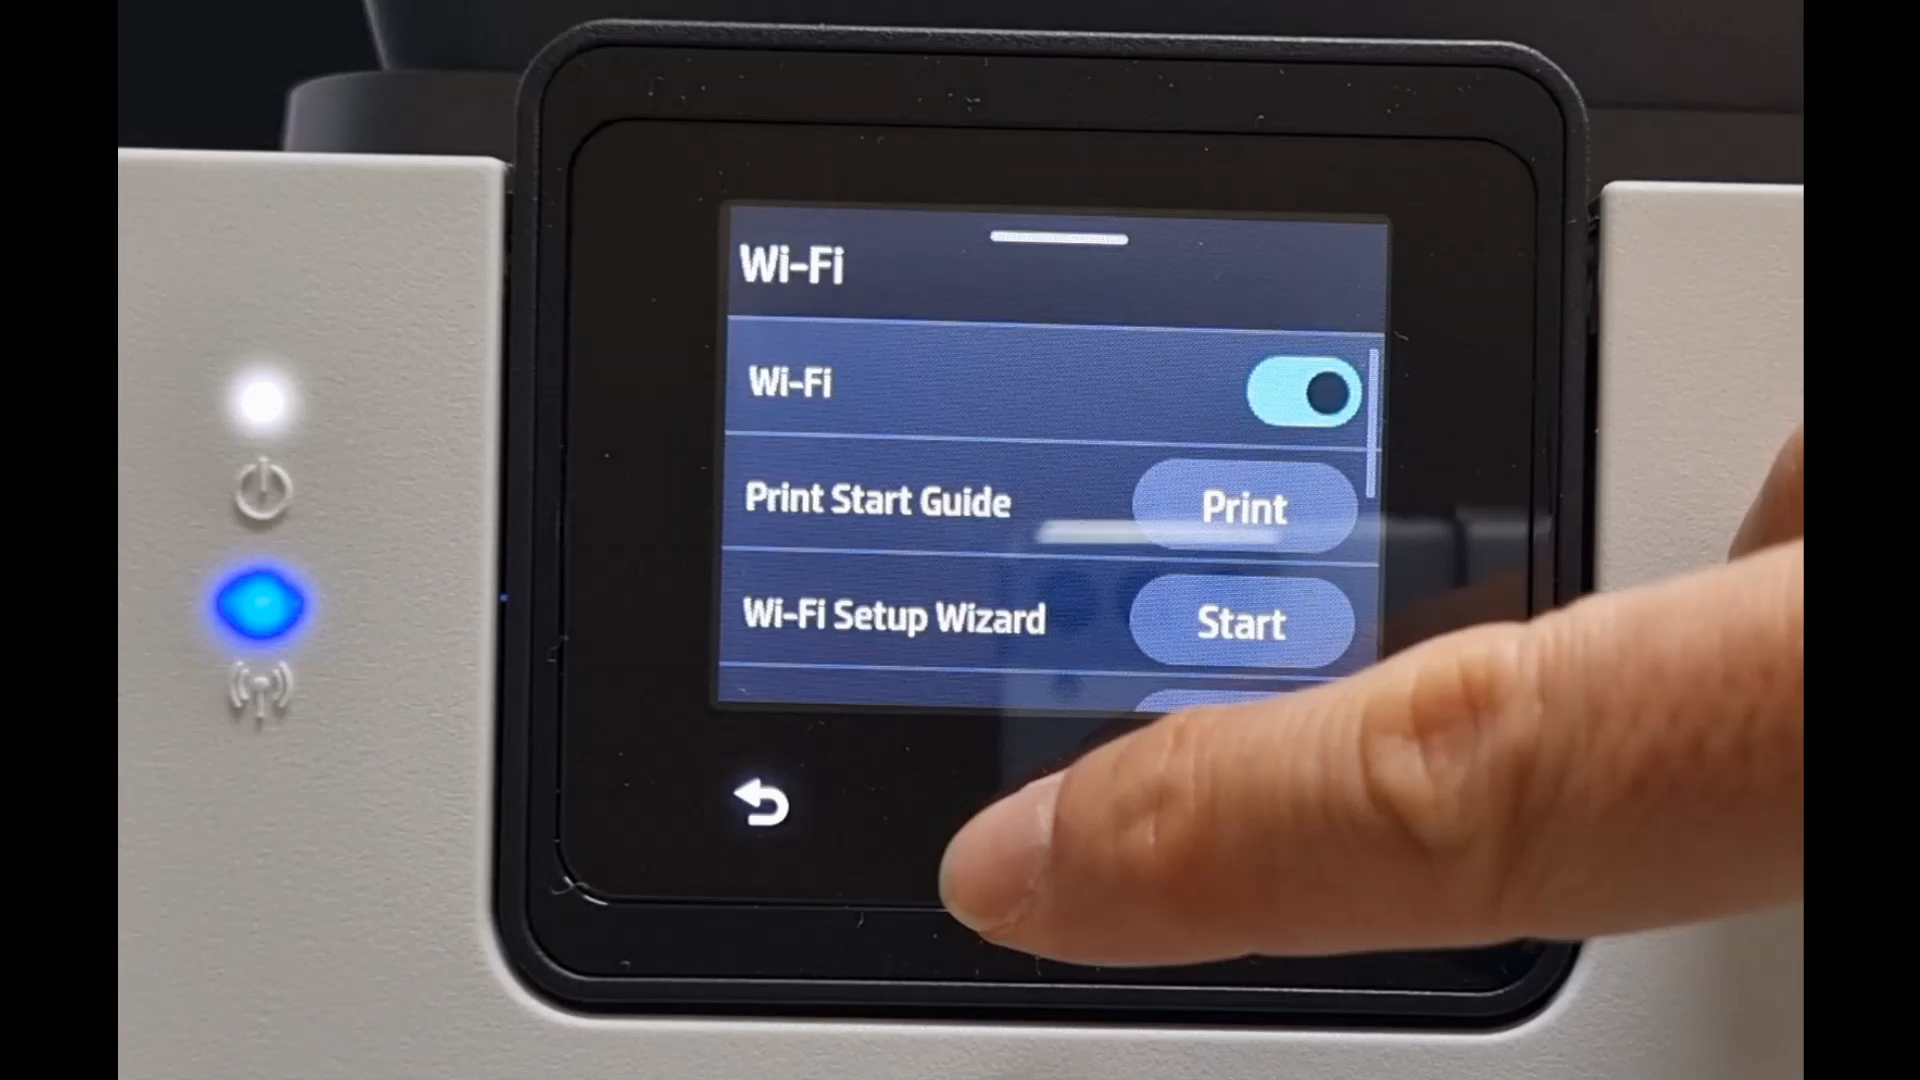 Wi-Fi
Wi-Fi
Print Start Guide
Print
Wi-Fi Setup Wizard
Start